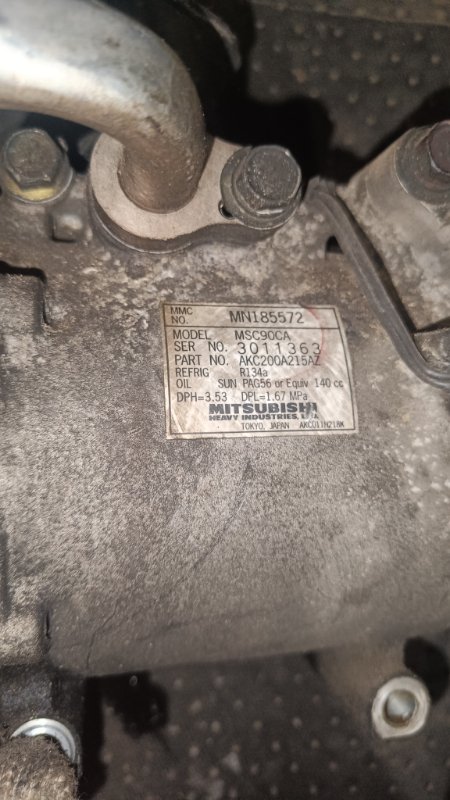 MMC NO. MN185572
MODEL MSC90CA
SER NO. 3011363
PART NO. AKC200A215AZ
REFRIG R134a
OIL SUN PAG56 or Equiv 140 cc
DPH=3.53 DPL=1.67 MPa
MITSUBISHI
HEAVY INDUSTRIES, LTD.
TOKYO, JAPAN AKC011N218K